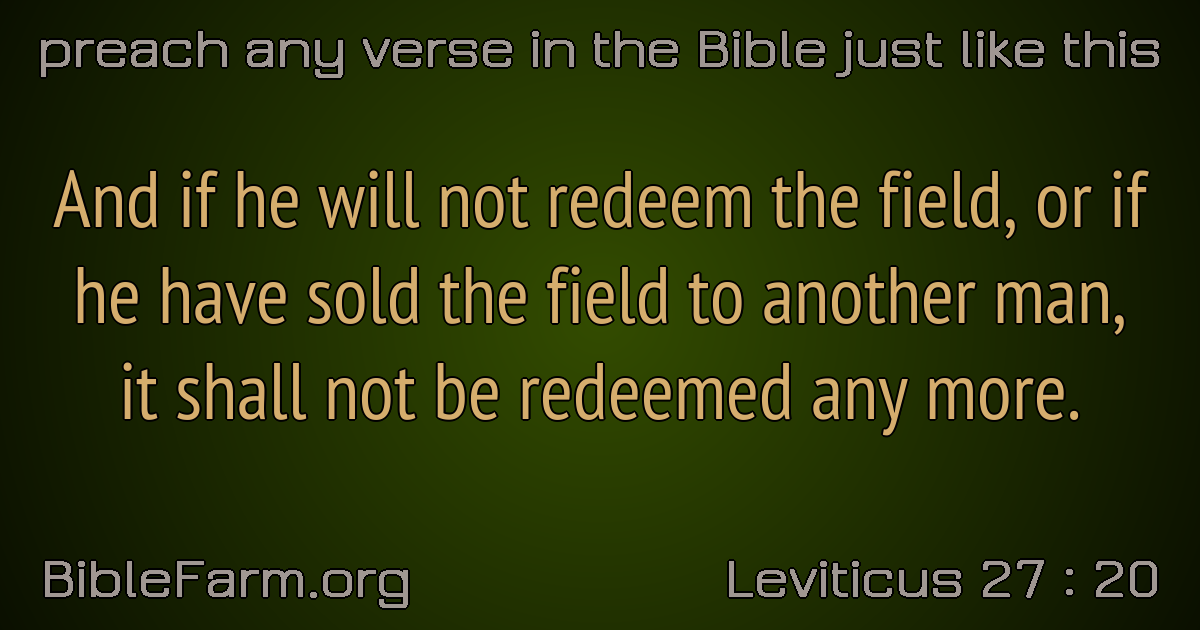 preach any verse in the Bible just like this
And if he will not redeem the field, or if
he have sold the field to another man,
it shall not be redeemed any more.
BibleFarm.org
Leviticus 27 : 20